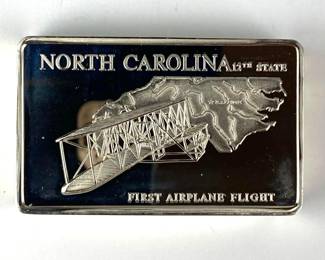 NORTH CAROLINA 12TH STATE
FIRST AIRPLANE FLIGHT